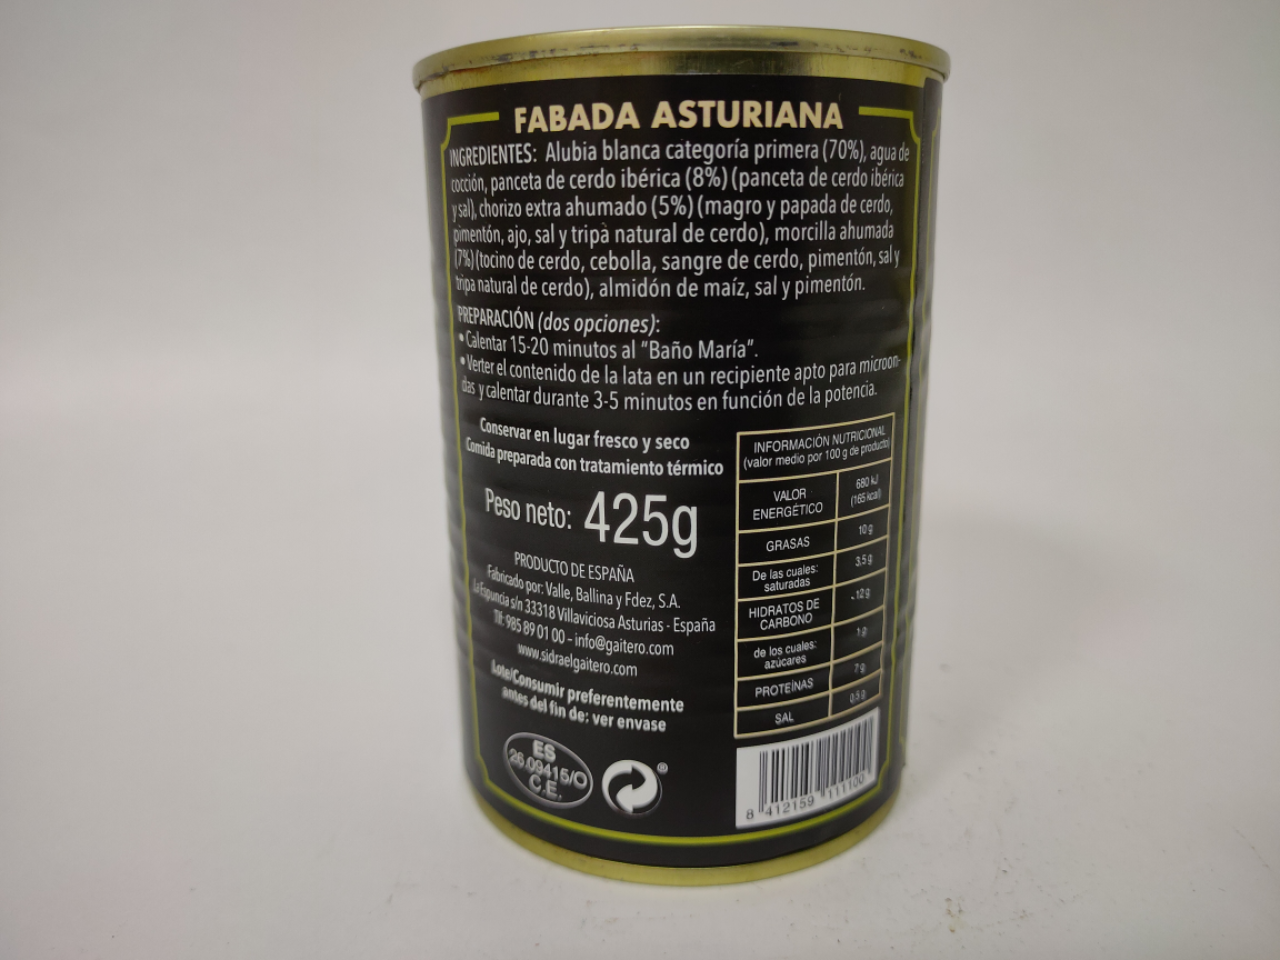 FABADA ASTURIANA
INGREDIENTES: Alubia blanca categoría primera (70%), agua de
cocción, panceta de cerdo ibérica (8%) (panceta de cerdo ibérica
y sal), chorizo extra ahumado (5%) (magro y papada de cerdo,
pimentón, ajo, sal y tripa natural de cerdo), morcilla ahumada
(7%) (tocino de cerdo, cebolla, sangre de cerdo, pimentón, sal y
tripa natural de cerdo), almidón de maíz, sal y pimentón.
PREPARACIÓN (dos opciones):
• Calentar 15-20 minutos al "Baño María".
• Verter el contenido de la lata en un recipiente apto para microon-
das y calentar durante 3-5 minutos en función de la potencia.
Conservar en lugar fresco y seco
Comida preparada con tratamiento térmico
Peso neto: 425g
PRODUCTO DE ESPAÑA
Fabricado por: Valle, Ballina y Fdez, S.A.
La Espuncia s/n 33318 Villaviciosa Asturias - España
Tlf: 985 89 01 00 - info@gaitero.com
www.sidraelgaitero.com
Lote/Consumir preferentemente
antes del fin de: ver envase
ES
26.09415/O
C.E.
®
INFORMACIÓN NUTRICIONAL
(valor medio por 100 g de producto)
VALOR ENERGÉTICO 680 kJ (165 kcal)
GRASAS 10 g
De las cuales: saturadas 3,5 g
HIDRATOS DE CARBONO 12 g
de los cuales: azúcares 1 g
PROTEÍNAS 7 g
SAL 0,5 g
8 412159 111100